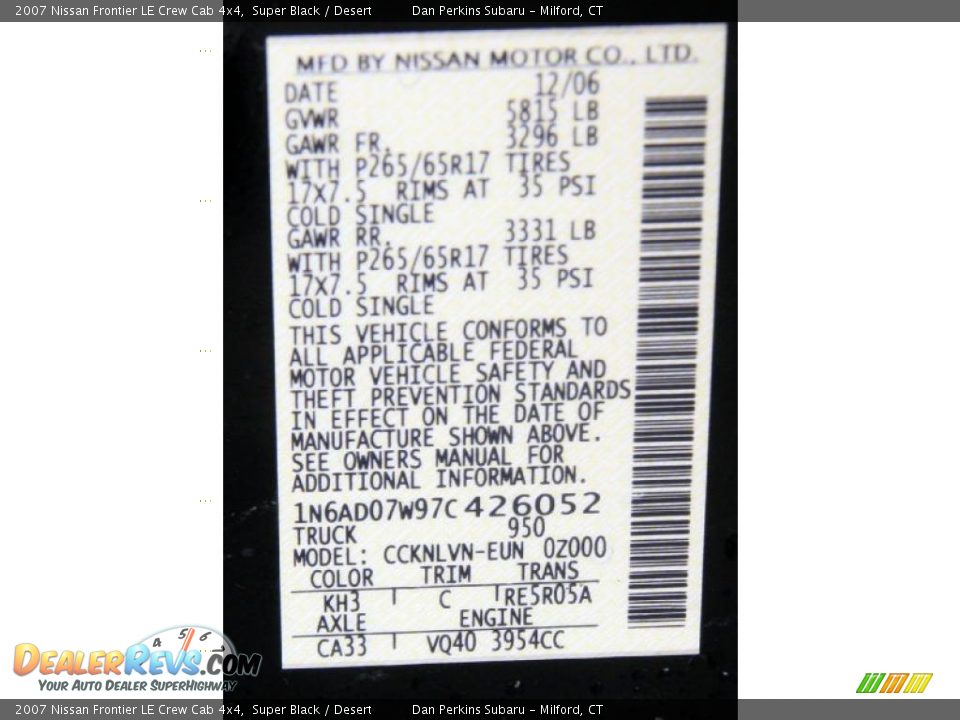 2007 Nissan Frontier LE Crew Cab 4x4, Super Black / Desert Dan Perkins Subaru - Milford, CT
MFD BY NISSAN MOTOR CO., LTD.
DATE 12/06
GVWR 5815 LB
GAWR FR. 3296 LB
WITH P265/65R17 TIRES
17X7.5 RIMS AT 35 PSI
COLD SINGLE
GAWR RR. 3331 LB
WITH P265/65R17 TIRES
17X7.5 RIMS AT 35 PSI
COLD SINGLE
THIS VEHICLE CONFORMS TO
ALL APPLICABLE FEDERAL
MOTOR VEHICLE SAFETY AND
THEFT PREVENTION STANDARDS
IN EFFECT ON THE DATE OF
MANUFACTURE SHOWN ABOVE.
SEE OWNERS MANUAL FOR
ADDITIONAL INFORMATION.
1N6AD07W97C426052
TRUCK 950
MODEL: CCKNLVN-EUN 0Z000
COLOR TRIM TRANS
KH3 C RE5R05A
AXLE ENGINE
CA33 VQ40 3954CC
4 5 6
DEALERREVS.COM
YOUR AUTO DEALER SUPERHIGHWAY
2007 Nissan Frontier LE Crew Cab 4x4, Super Black / Desert Dan Perkins Subaru - Milford, CT